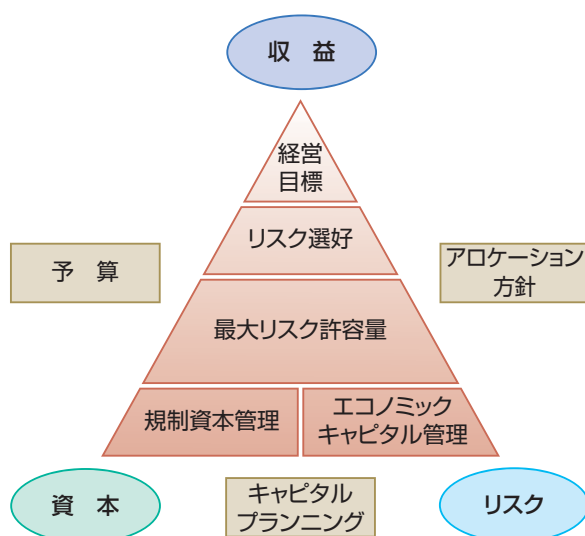 収 益
経営
目標
リスク選好
予 算
アロケーション
方針
最大リスク許容量
規制資本管理
エコノミック
キャピタル管理
資 本
キャピタル
プランニング
リスク